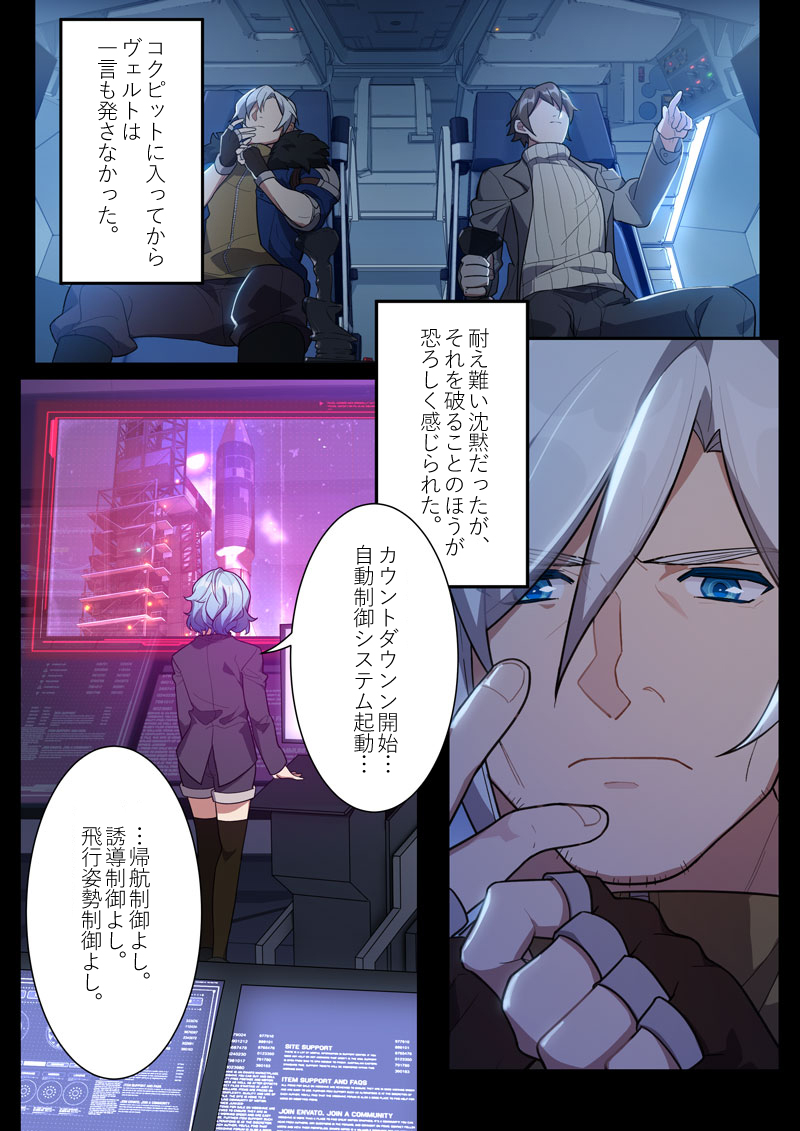 コクピットに入ってから
ヴェルトは
一言も発さなかった。
耐え難い沈黙だったが、
それを破ることのほうが
恐ろしく感じられた。
カウントダウンン開始…
自動制御システム起動…
…帰航制御よし。
誘導制御よし。
飛行姿勢制御よし。
SITE SUPPORT
ITEM SUPPORT AND FAQS
JOIN ENVATO, JOIN A COMMUNITY